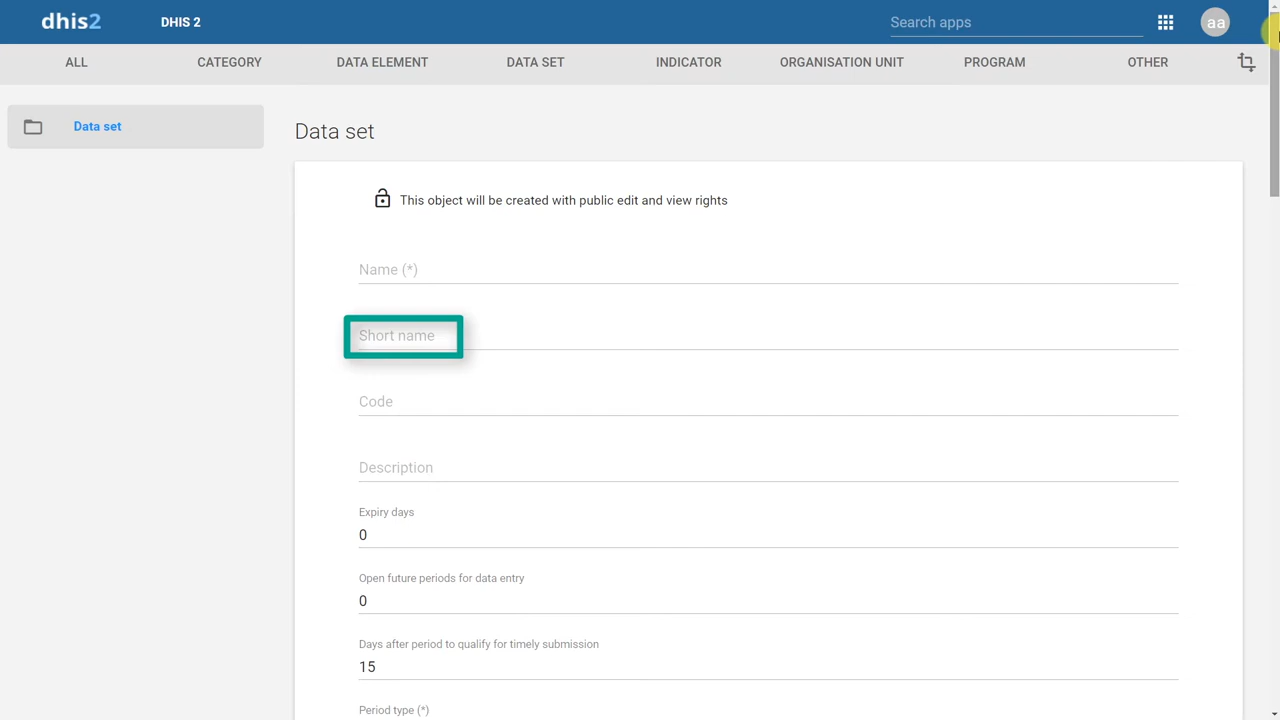 dhis2
DHIS 2
Search apps
aa
ALL
CATEGORY
DATA ELEMENT
DATA SET
INDICATOR
ORGANISATION UNIT
PROGRAM
OTHER
Data set
Data set
This object will be created with public edit and view rights
Name (*)
Short name
Code
Description
Expiry days
0
Open future periods for data entry
0
Days after period to qualify for timely submission
15
Period type (*)